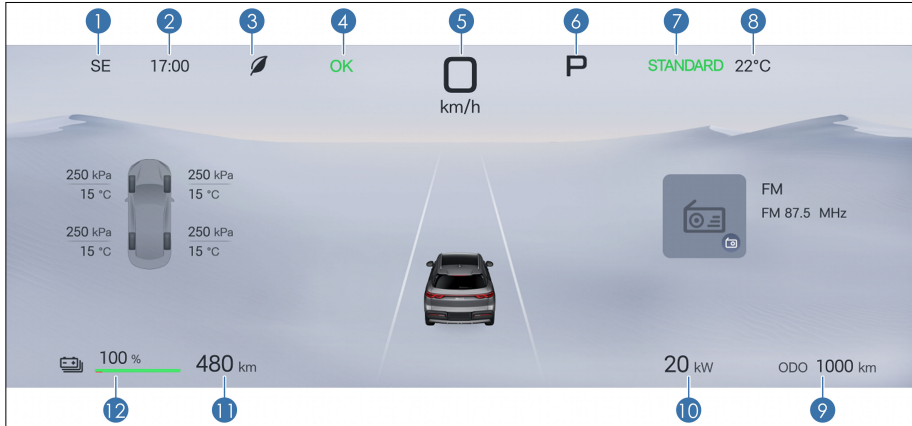 1 2 3 4 5 6 7 8
SE 17:00 OK 0 P STANDARD 22°C
km/h
250 kPa 250 kPa
15 °C 15 °C
250 kPa 250 kPa
15 °C 15 °C
FM
FM 87.5 MHz
100 % 480 km 20 kW ODO 1000 km
12 11 10 9